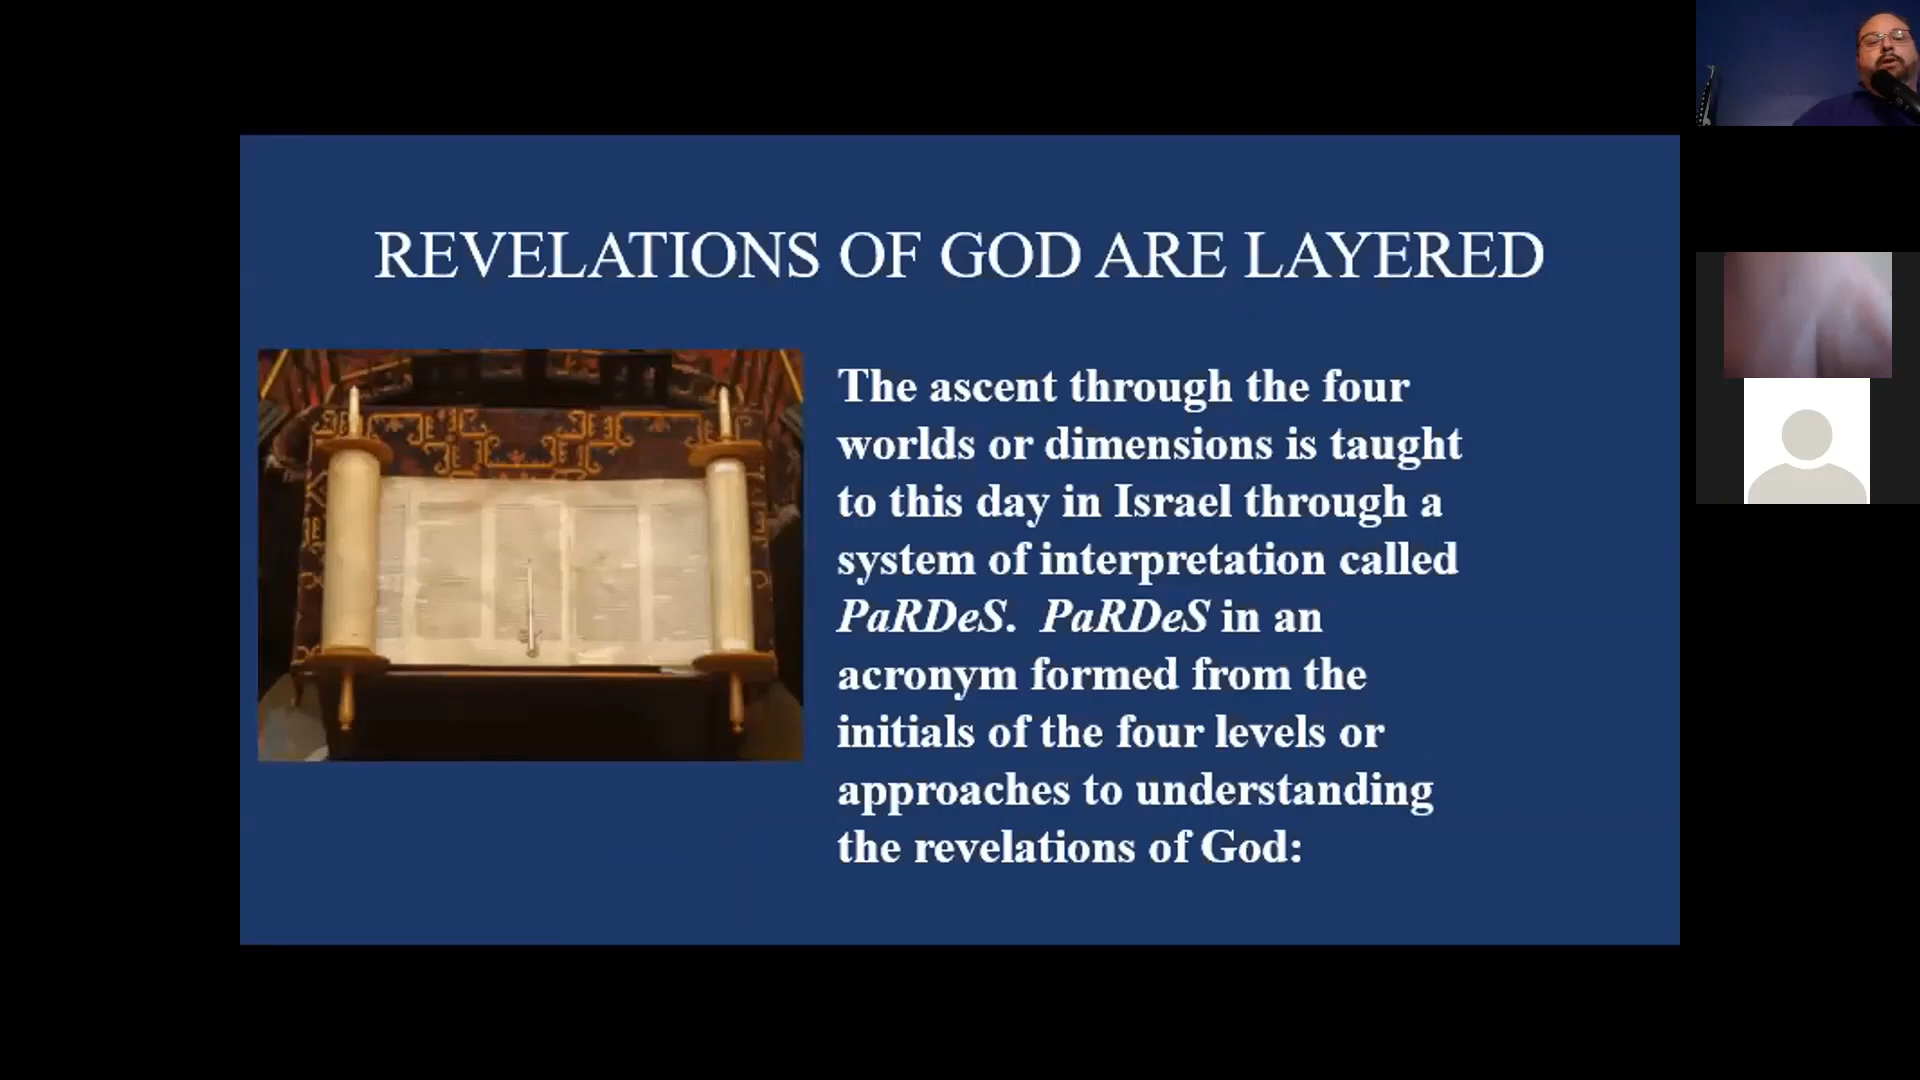 REVELATIONS OF GOD ARE LAYERED
The ascent through the four
worlds or dimensions is taught
to this day in Israel through a
system of interpretation called
PaRDeS.  PaRDeS in an
acronym formed from the
initials of the four levels or
approaches to understanding
the revelations of God: